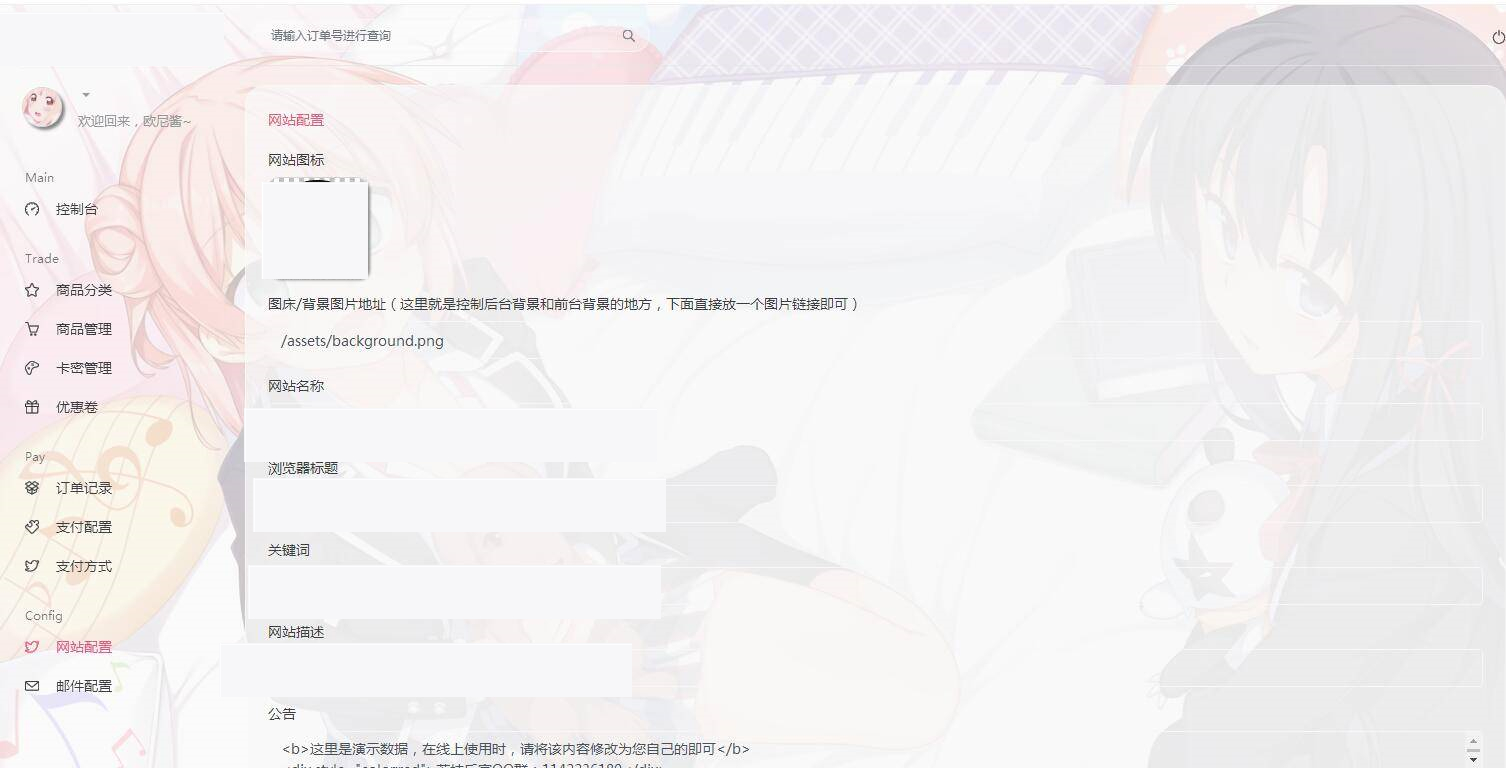 请输入订单号进行查询
欢迎回来，欧尼酱~
Main
控制台
Trade
商品分类
商品管理
卡密管理
优惠卷
Pay
订单记录
支付配置
支付方式
Config
网站配置
邮件配置
网站配置
网站图标
图床/背景图片地址（这里就是控制后台背景和前台背景的地方，下面直接放一个图片链接即可）
/assets/background.png
网站名称
浏览器标题
关键词
网站描述
公告
<b>这里是演示数据，在线上使用时，请将该内容修改为您自己的即可</b>